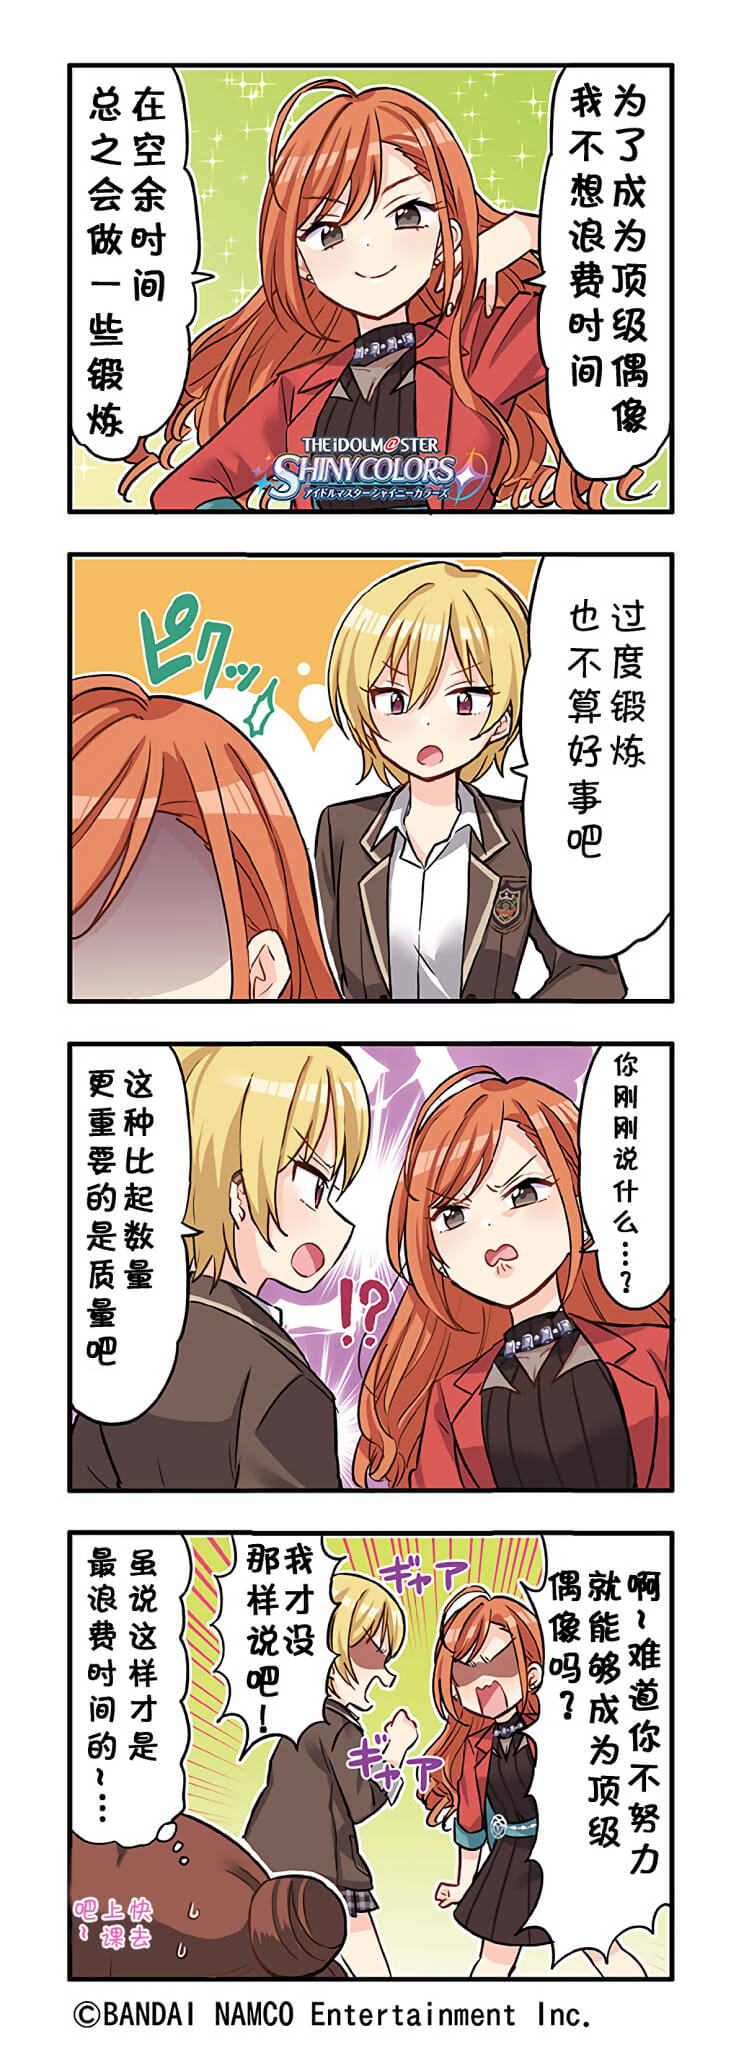 为了成为顶级偶像
我不想浪费时间
在空余时间
总之会做一些锻炼
THE iDOLM@STER
SHINYCOLORS
アイドルマスターシャイニーカラーズ
过度锻炼
也不算好事吧
ピクッ
你刚刚说什么…?
这种比起数量
更重要的是质量吧
!?
啊~难道你不努力
就能够成为顶级
偶像吗?
ギャア
我才没
那样说吧!
ギャア
虽说这样才是
最浪费时间的~…
快去
上课
吧~
©BANDAI NAMCO Entertainment Inc.